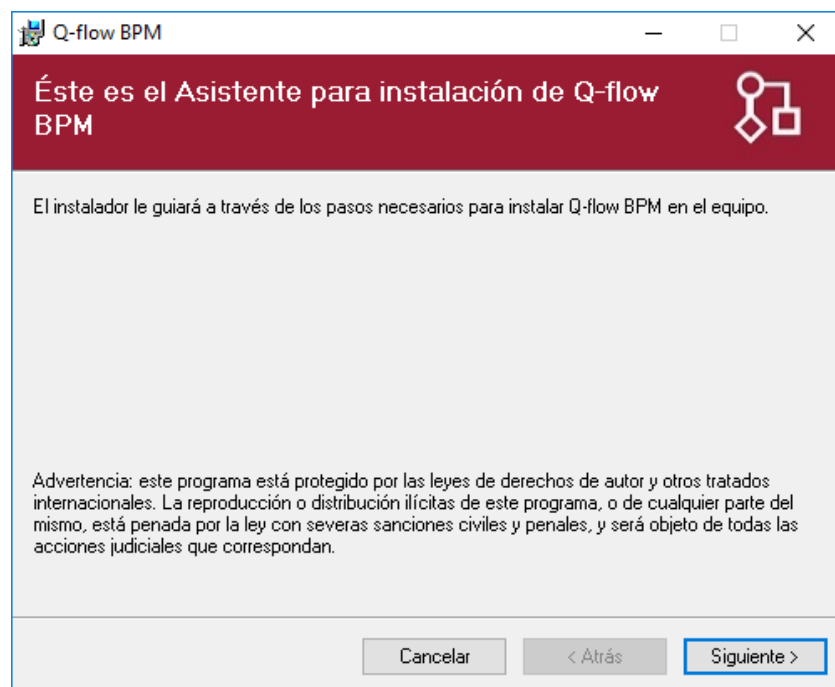 Q-flow BPM
Éste es el Asistente para instalación de Q-flow
BPM
El instalador le guiará a través de los pasos necesarios para instalar Q-flow BPM en el equipo.
Advertencia: este programa está protegido por las leyes de derechos de autor y otros tratados
internacionales. La reproducción o distribución ilícitas de este programa, o de cualquier parte del
mismo, está penada por la ley con severas sanciones civiles y penales, y será objeto de todas las
acciones judiciales que correspondan.
Cancelar
< Atrás
Siguiente >